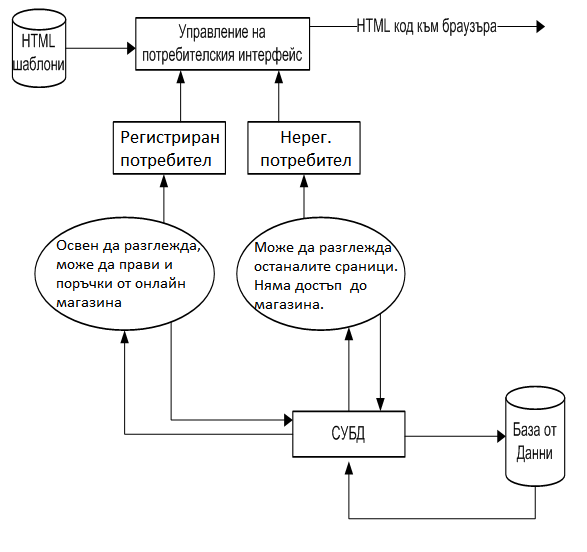 HTML
шаблони
Управление на
потребителския интерфейс
HTML код към браузъра
Регистриран
потребител
Нерег.
потребител
Освен да разглежда,
може да прави и
поръчки от онлайн
магазина
Може да разглежда
останалите сраници.
Няма достъп до
магазина.
СУБД
База от
Данни